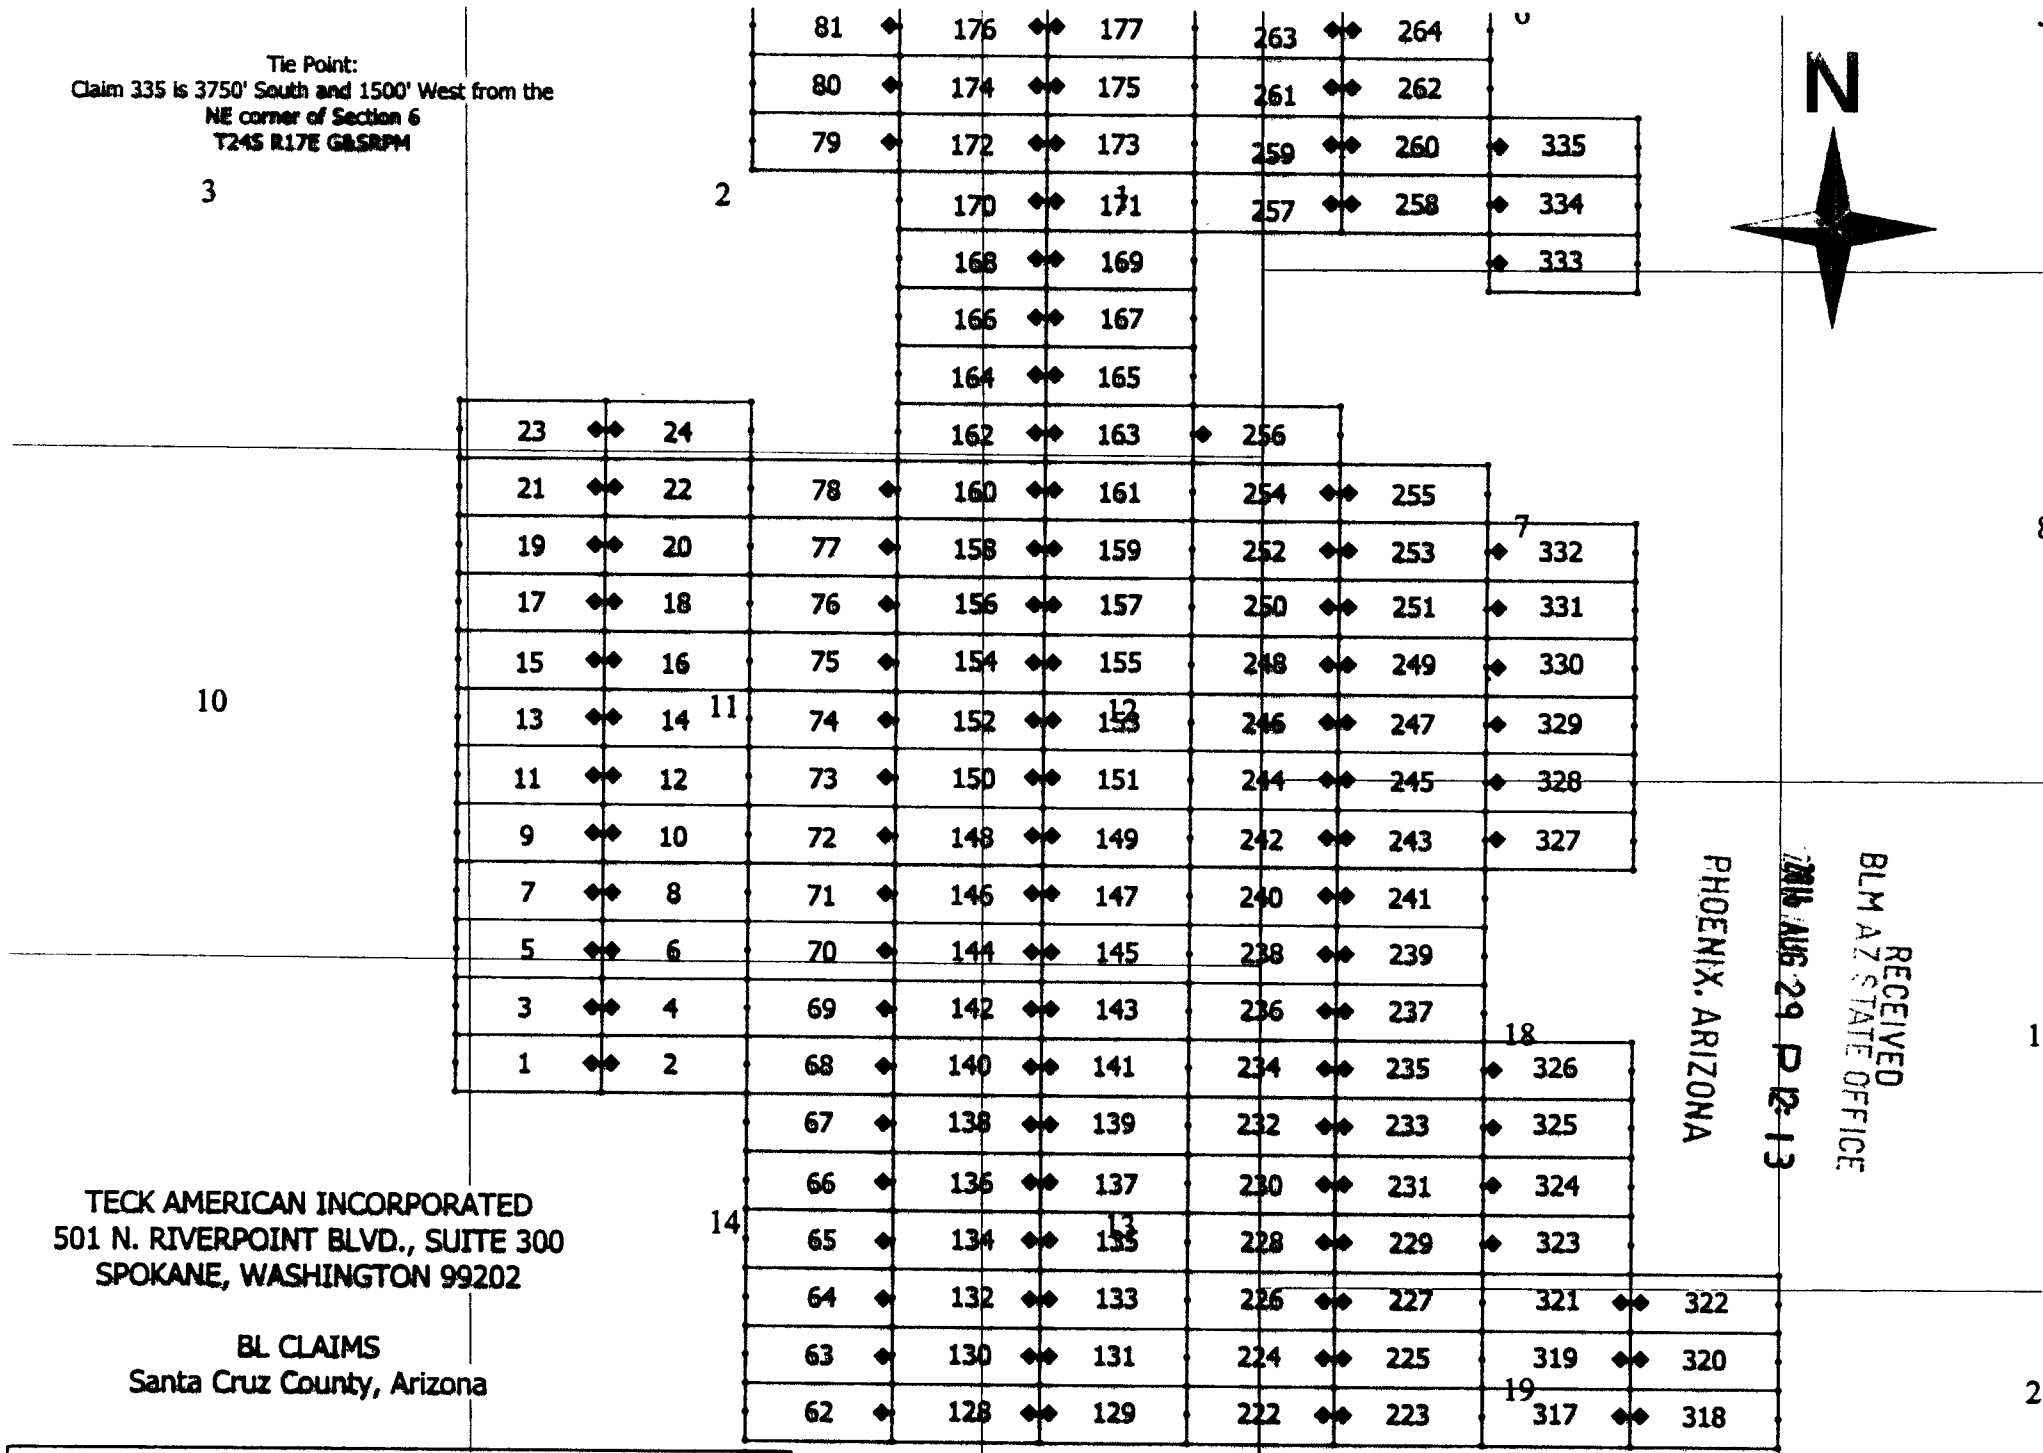 Tie Point:
Claim 335 is 3750' South and 1500' West from the
NE corner of Section 6
T24S R17E G&SRPM
N
81 176 177 263 264
80 174 175 261 262
79 172 173 259 260 335
3 2 170 171 1 257 258 334
168 169 333
166 167
164 165
23 24 162 163 256
21 22 78 160 161 254 255
7
19 20 77 158 159 252 253 332
17 18 76 156 157 250 251 331
15 16 75 154 155 248 249 330
10 11 12
13 14 74 152 153 246 247 329
11 12 73 150 151 244 245 328
9 10 72 148 149 242 243 327
7 8 71 146 147 240 241
5 6 70 144 145 238 239
3 4 69 142 143 236 237
18
1 2 68 140 141 234 235 326
67 138 139 232 233 325
66 136 137 230 231 324
14 13
65 134 135 228 229 323
64 132 133 226 227 321 322
63 130 131 224 225 319 320
19
62 128 129 222 223 317 318
RECEIVED
BLM AZ STATE OFFICE
AUG 29 P 12:13
PHOENIX, ARIZONA
TECK AMERICAN INCORPORATED
501 N. RIVERPOINT BLVD., SUITE 300
SPOKANE, WASHINGTON 99202
BL CLAIMS
Santa Cruz County, Arizona